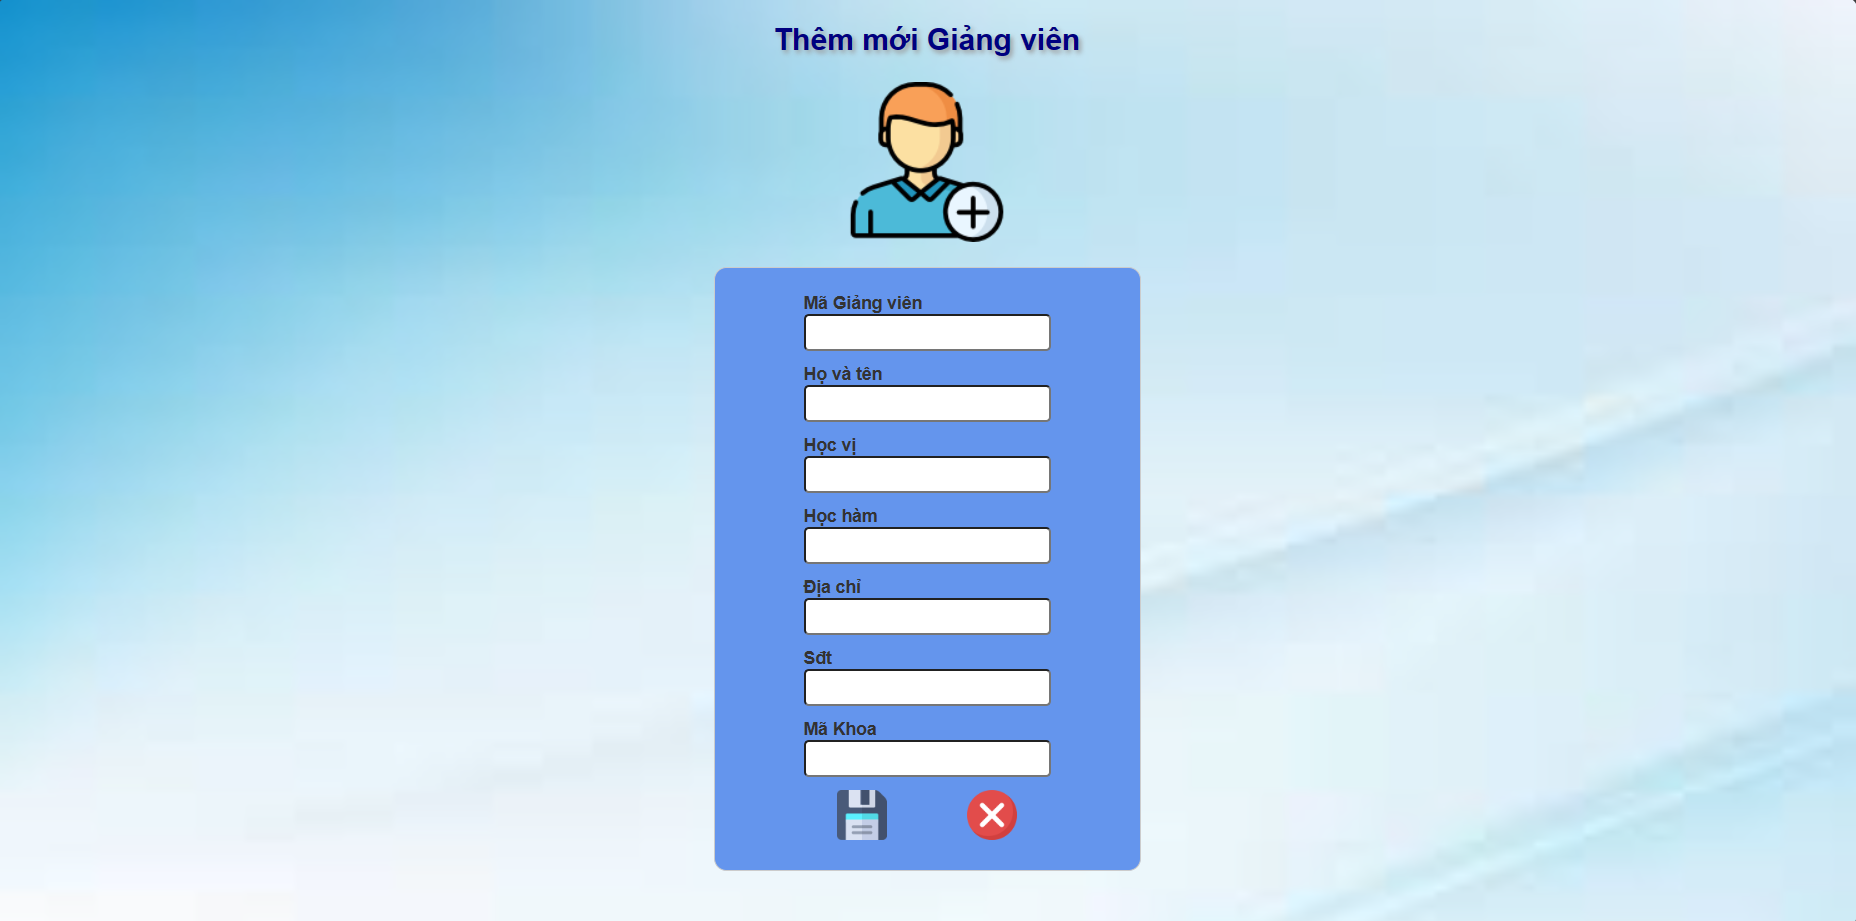 Thêm mới Giảng viên
Mã Giảng viên
Họ và tên
Học vị
Học hàm
Địa chỉ
Sđt
Mã Khoa